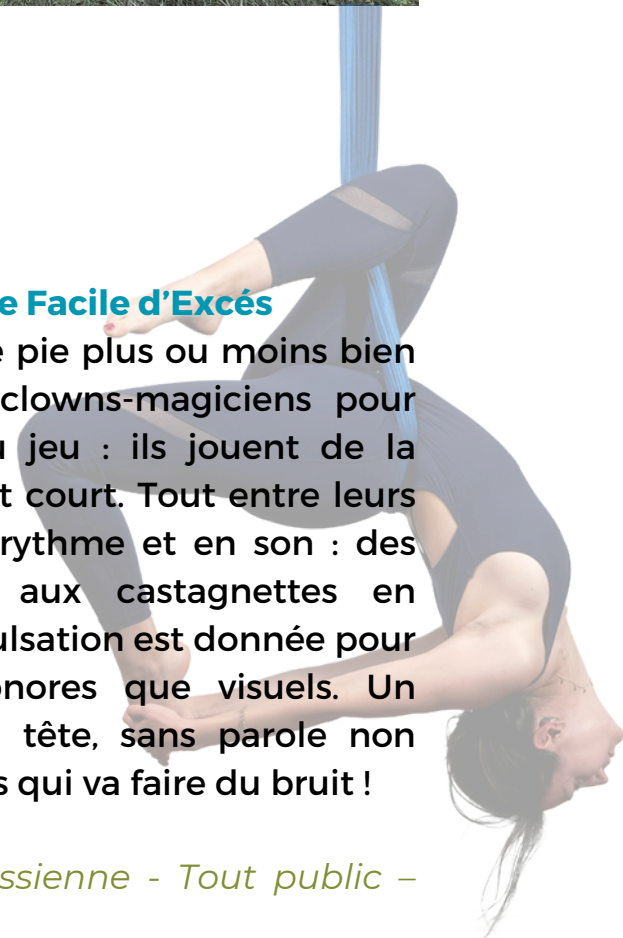 e Facile d’Excés
e pie plus ou moins bien
clowns-magiciens pour
u jeu : ils jouent de la
t court. Tout entre leurs
rythme et en son : des
aux castagnettes en
ulsation est donnée pour
onores que visuels. Un
tête, sans parole non
s qui va faire du bruit !
ssienne - Tout public –